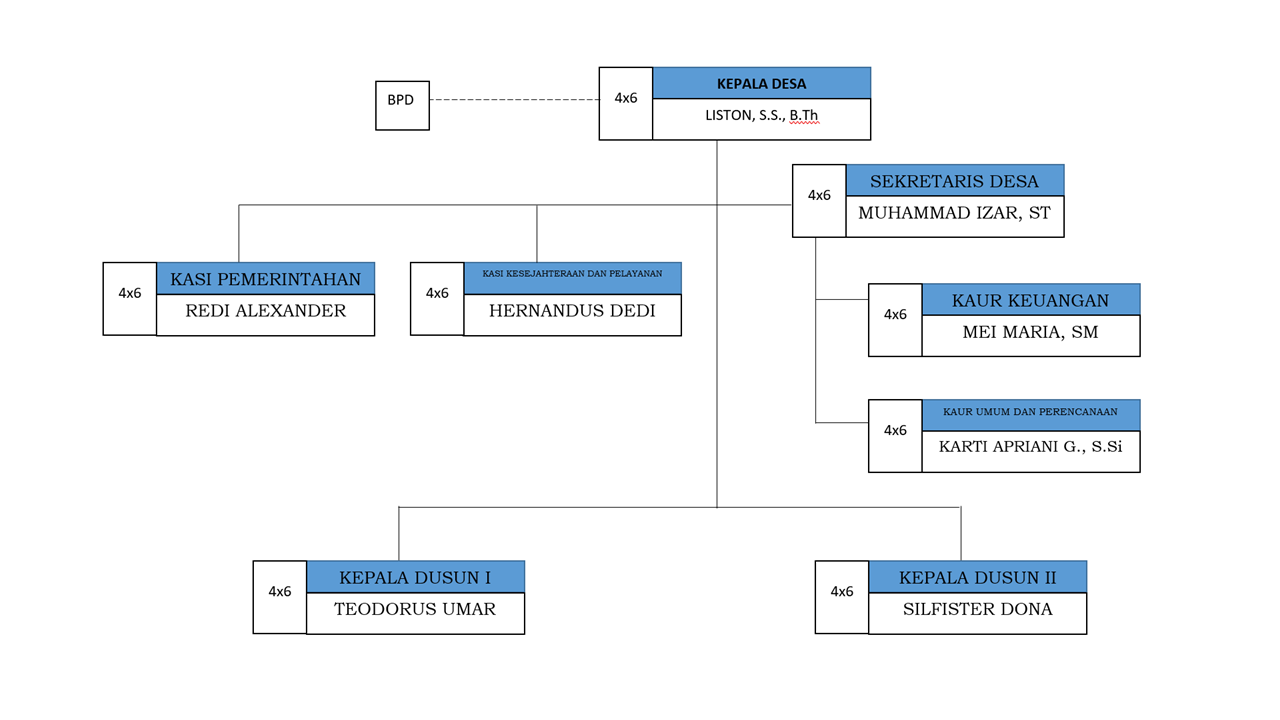 BPD
4x6
KEPALA DESA
LISTON, S.S., B.Th
4x6
SEKRETARIS DESA
MUHAMMAD IZAR, ST
4x6
KASI PEMERINTAHAN
REDI ALEXANDER
4x6
KASI KESEJAHTERAAN DAN PELAYANAN
HERNANDUS DEDI
4x6
KAUR KEUANGAN
MEI MARIA, SM
4x6
KAUR UMUM DAN PERENCANAAN
KARTI APRIANI G., S.Si
4x6
KEPALA DUSUN I
TEODORUS UMAR
4x6
KEPALA DUSUN II
SILFISTER DONA